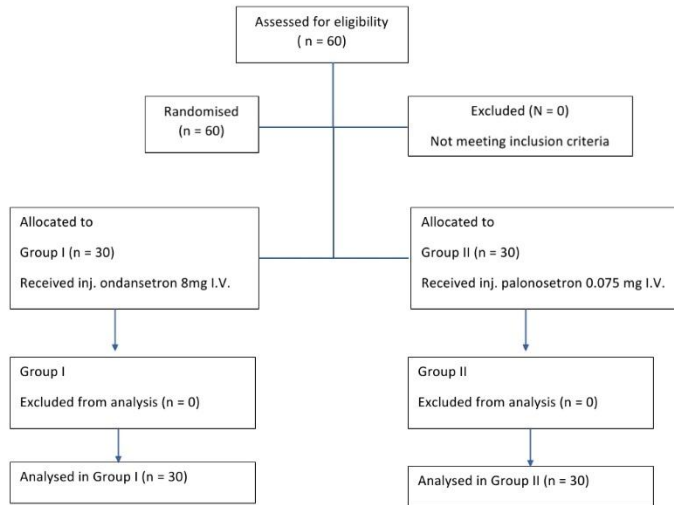 Assessed for eligibility
( n = 60)
Randomised
(n = 60)
Excluded (N = 0)
Not meeting inclusion criteria
Allocated to
Group I (n = 30)
Received inj. ondansetron 8mg I.V.
Allocated to
Group II (n = 30)
Received inj. palonosetron 0.075 mg I.V.
Group I
Excluded from analysis (n = 0)
Group II
Excluded from analysis (n = 0)
Analysed in Group I (n = 30)
Analysed in Group II (n = 30)